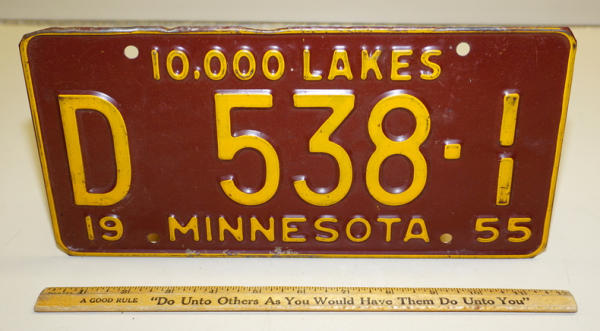 10,000 LAKES
D 538-1
19 MINNESOTA 55
A GOOD RULE "Do Unto Others As You Would Have Them Do Unto You"